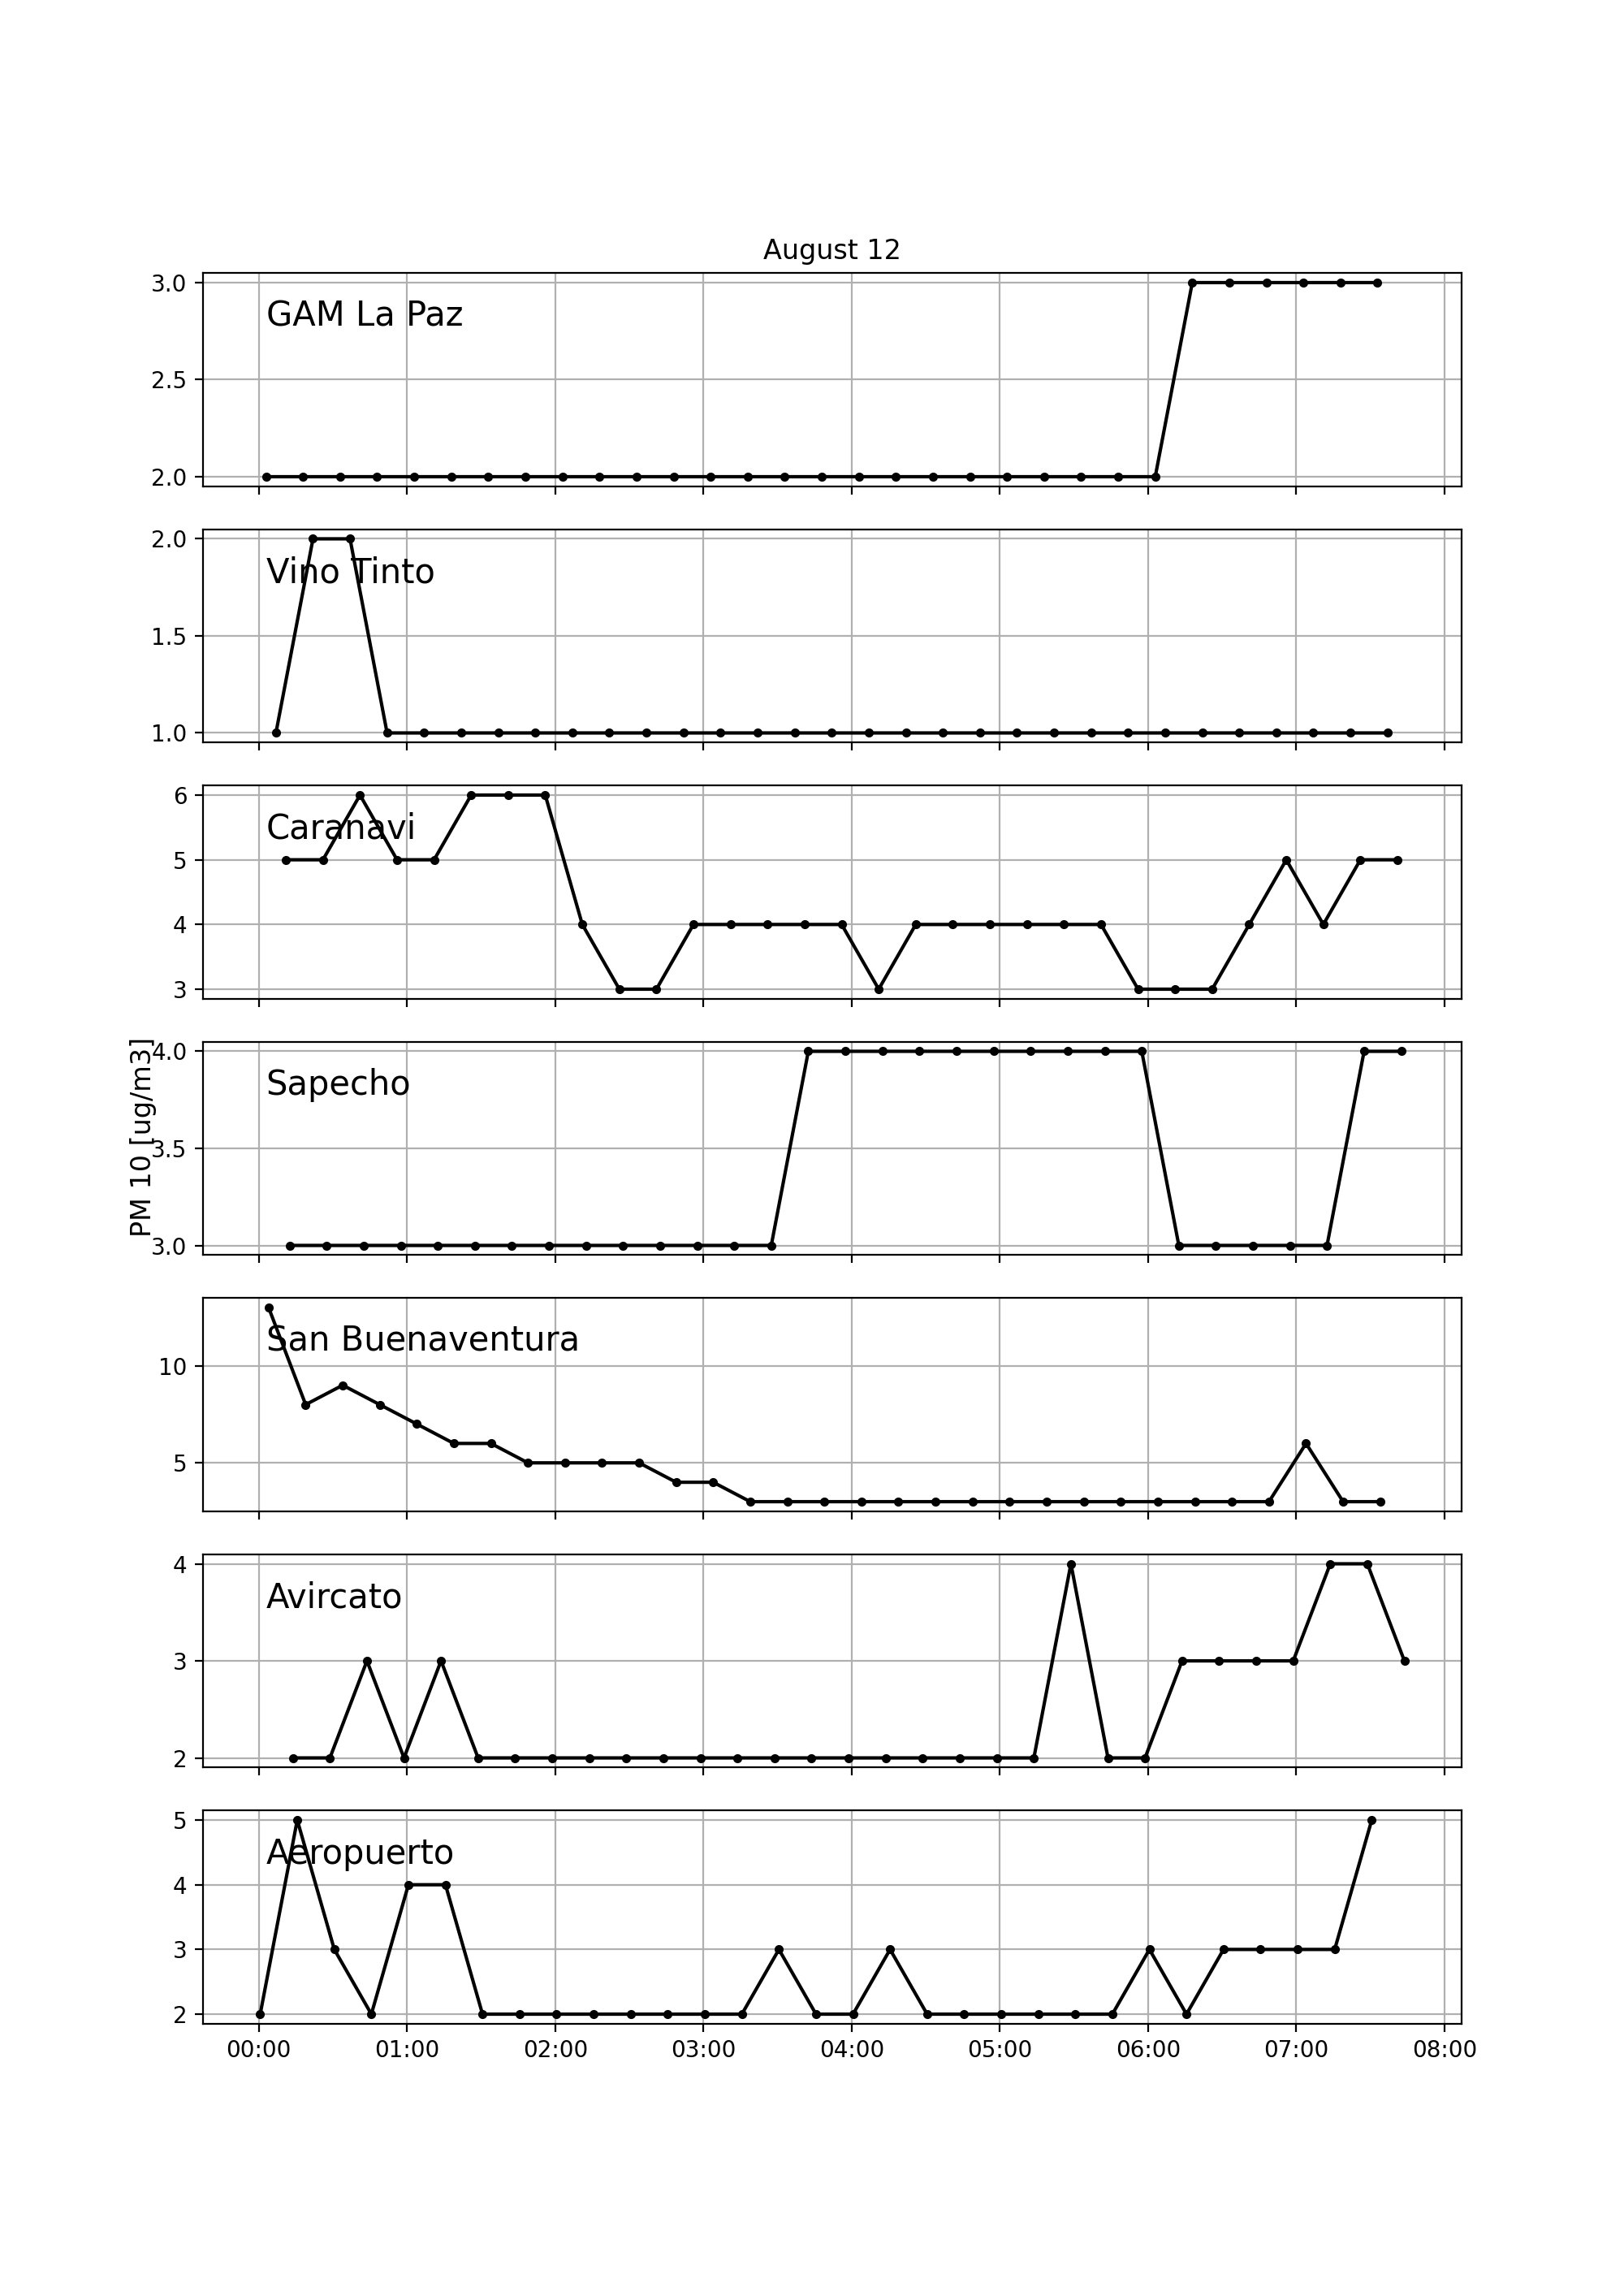 August 12
3.0
GAM La Paz
2.5
2.0
2.0
Vino Tinto
1.5
1.0
6
Caranavi
5
4
3
PM 10 [ug/m3]
4.0
Sapecho
3.5
3.0
San Buenaventura
10
5
4
Avircato
3
2
5
Aeropuerto
4
3
2
00:00 01:00 02:00 03:00 04:00 05:00 06:00 07:00 08:00